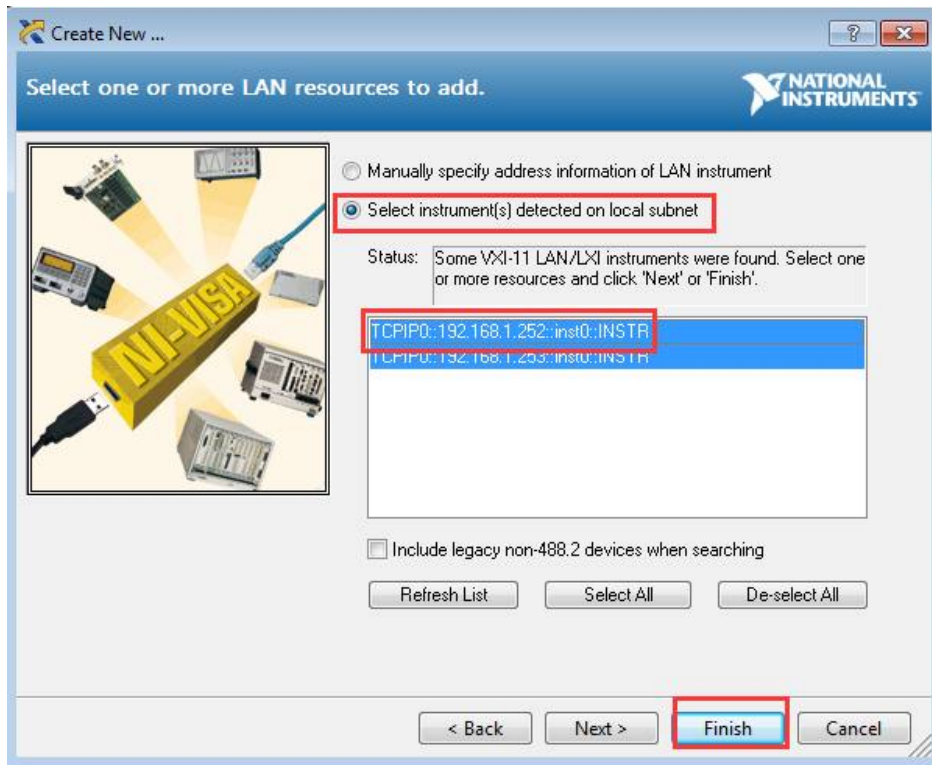 Create New ...
Select one or more LAN resources to add.
NATIONAL
INSTRUMENTS
Manually specify address information of LAN instrument
Select instrument(s) detected on local subnet
Status:
Some VXI-11 LAN/LXI instruments were found. Select one
or more resources and click 'Next' or 'Finish'.
NI-VISA
TCPIP0::192.168.1.252::inst0::INSTR
TCPIP0::192.168.1.253::inst0::INSTR
Include legacy non-488.2 devices when searching
Refresh List
Select All
De-select All
< Back
Next >
Finish
Cancel